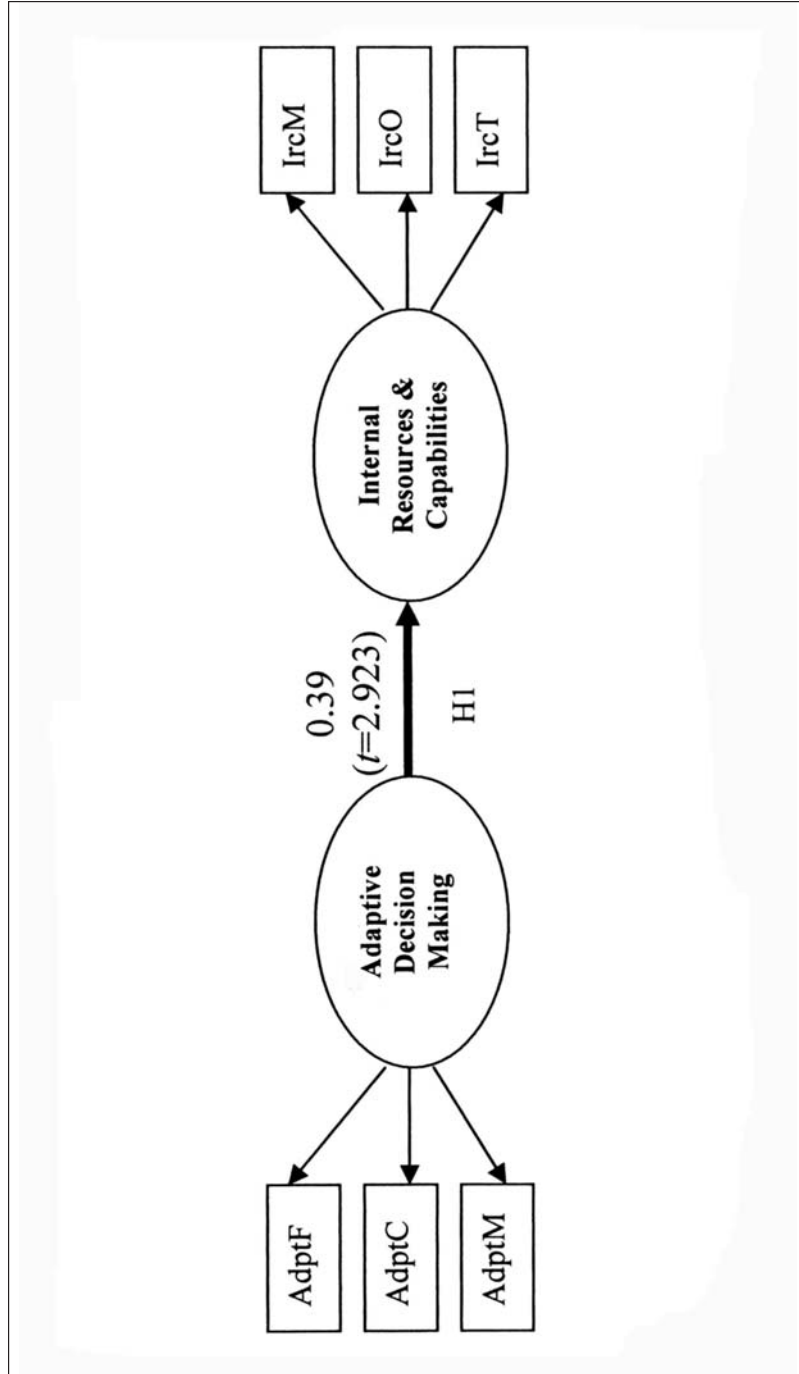 AdptF
AdptC
AdptM
Adaptive
Decision
Making
0.39
(t=2.923)
H1
Internal
Resources &
Capabilities
IrcM
IrcO
IrcT